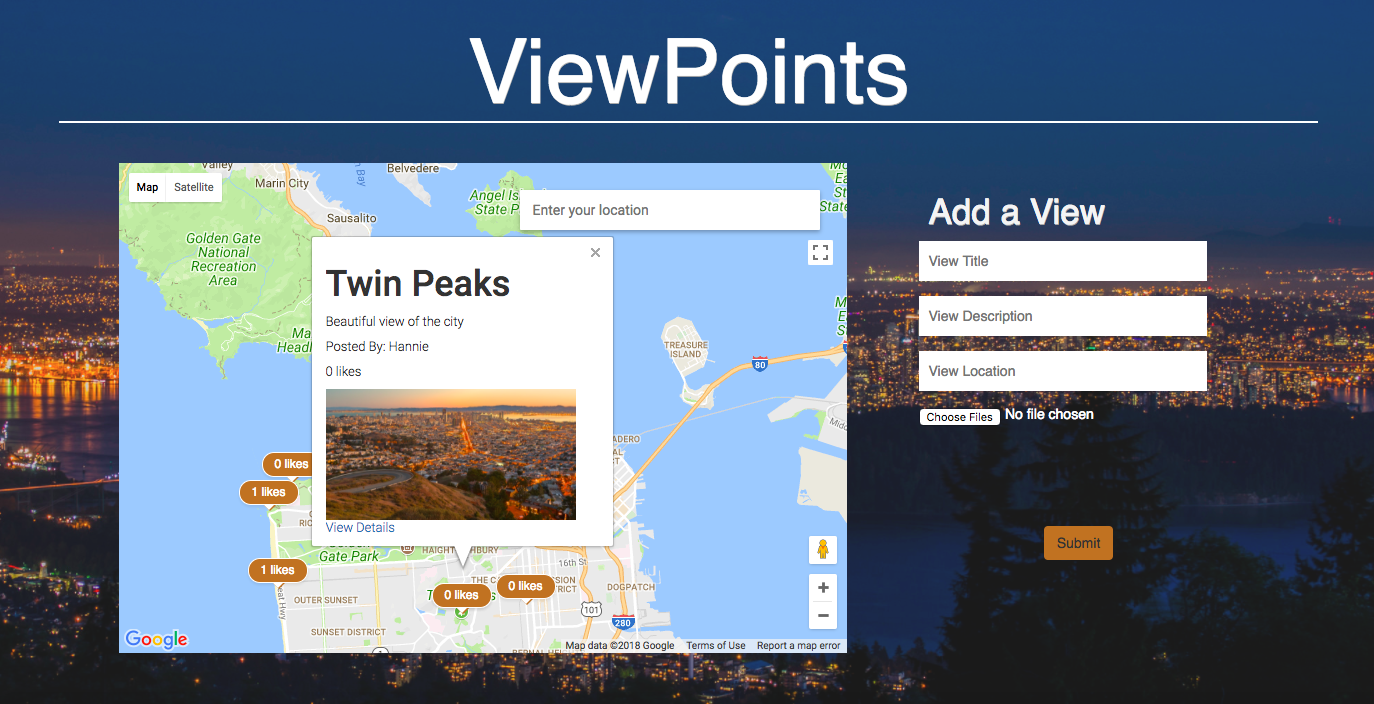 ViewPoints
Valley
Belvedere
Bay
Map
Satellite
Marin City
Angel Is
State P
Enter your location
Sausalito
Golden Gate
National
Recreation
Area
Add a View
View Title
View Description
View Location
Choose Files No file chosen
Submit
×
Twin Peaks
Beautiful view of the city
Posted By: Hannie
0 likes
View Details
TREASURE
ISLAND
80
0 likes
1 likes
1 likes
0 likes
0 likes
Gate Park
16th St
DOGPATCH
OUTER SUNSET
SUNSET DISTRICT
101
280
+
−
Google
Map data ©2018 Google
Terms of Use
Report a map error